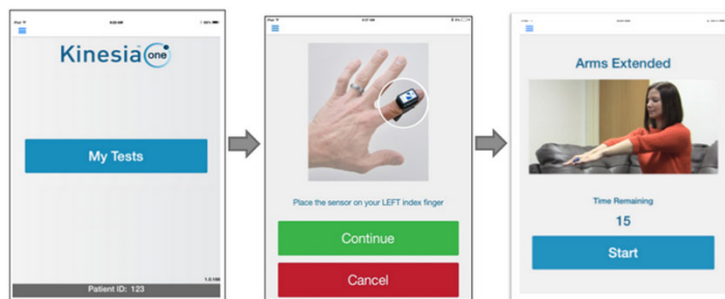 Kinesia one
My Tests
Patient ID: 123
Place the sensor on your LEFT index finger
Continue
Cancel
Arms Extended
Time Remaining
15
Start